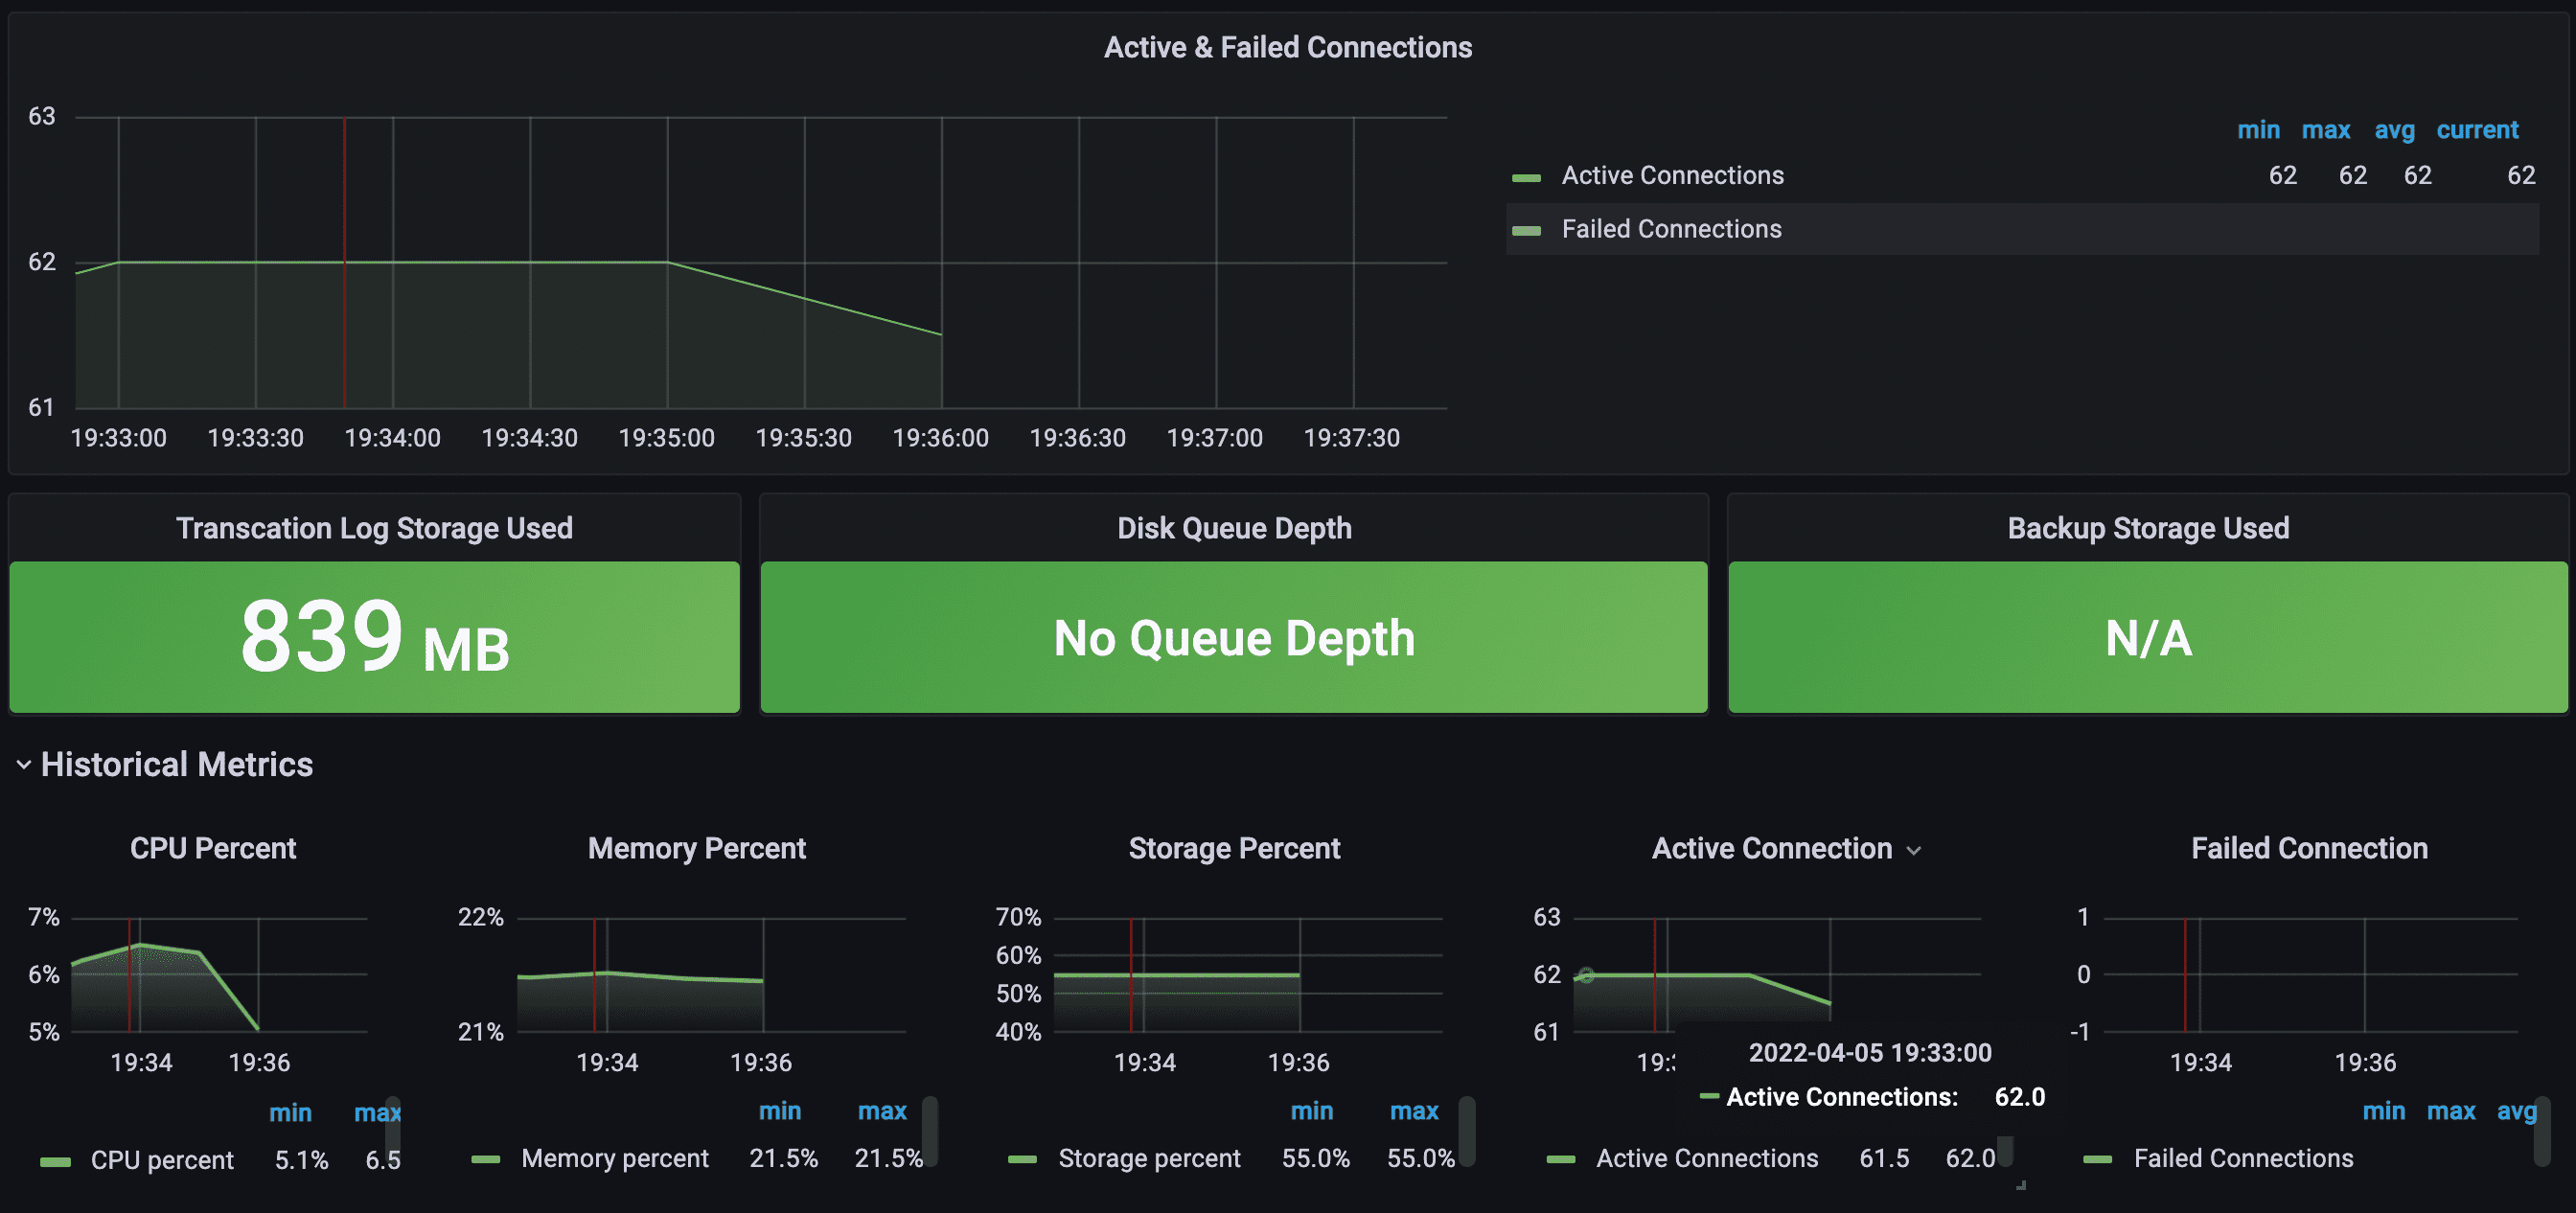 Active & Failed Connections
63
62
61
19:33:00 19:33:30 19:34:00 19:34:30 19:35:00 19:35:30 19:36:00 19:36:30 19:37:00 19:37:30
min max avg current
Active Connections 62 62 62 62
Failed Connections
Transcation Log Storage Used
839 MB
Disk Queue Depth
No Queue Depth
Backup Storage Used
N/A
Historical Metrics
CPU Percent
7%
6%
5%
19:34 19:36
min max
CPU percent 5.1% 6.5
Memory Percent
22%
21%
19:34 19:36
min max
Memory percent 21.5% 21.5%
Storage Percent
70%
60%
50%
40%
19:34 19:36
min max
Storage percent 55.0% 55.0%
Active Connection
63
62
61
19:3
2022-04-05 19:33:00
Active Connections: 62.0
Active Connections 61.5 62.0
Failed Connection
1
0
-1
19:34 19:36
min max avg
Failed Connections